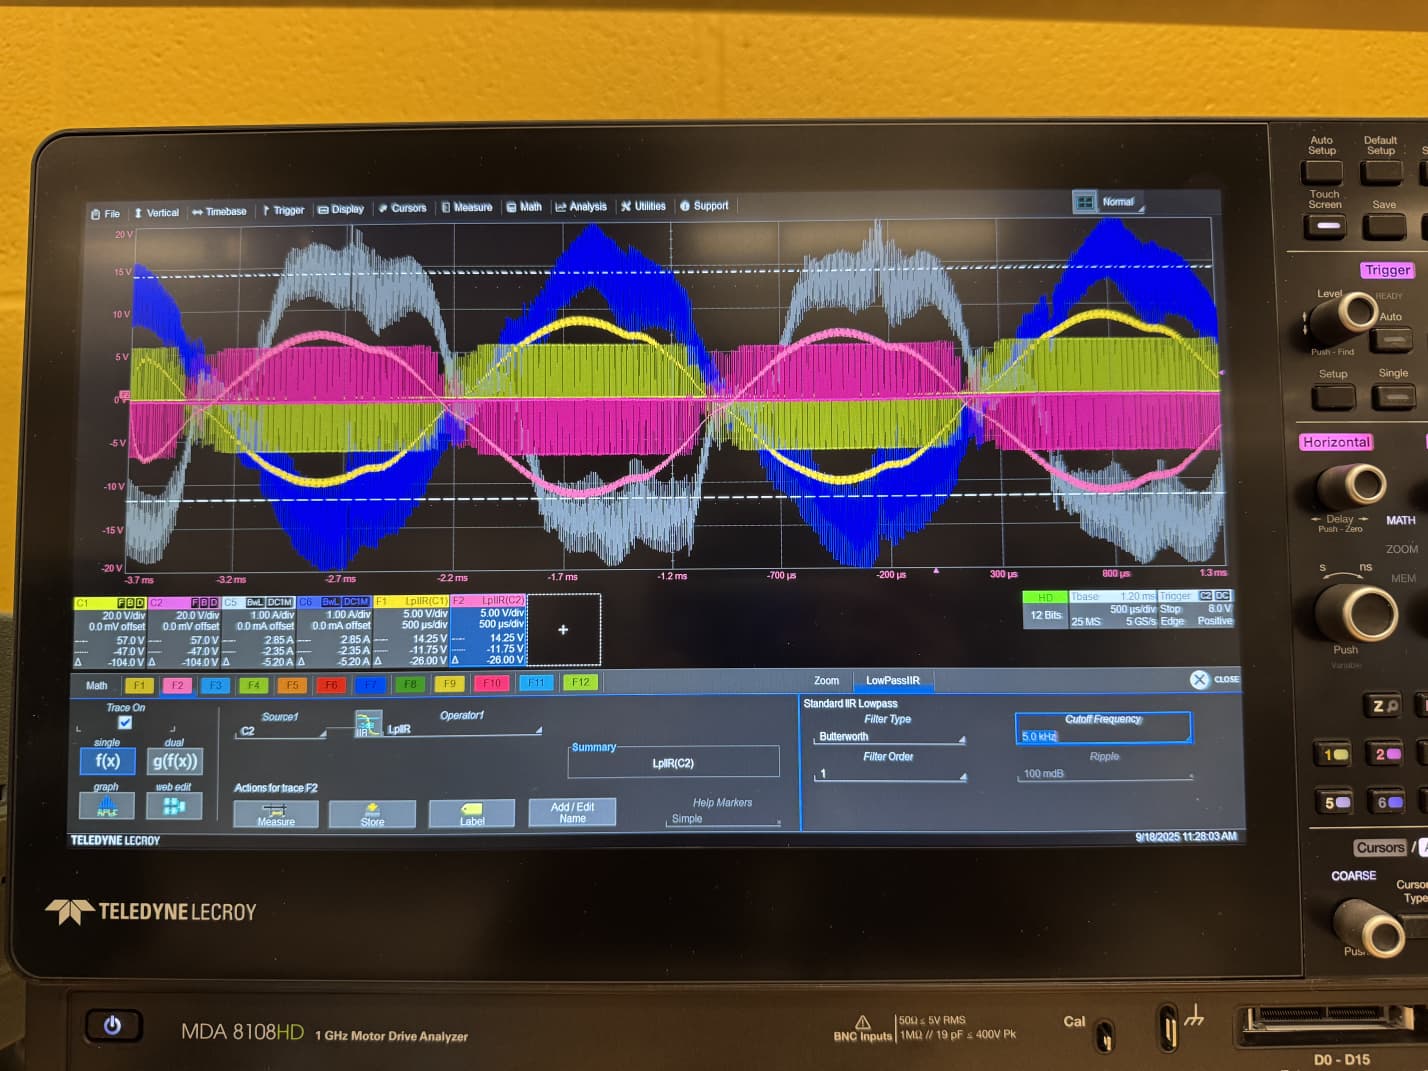 File Vertical Timebase Trigger Display Cursors Measure Math Analysis Utilities Support Normal
20 V
15 V
10 V
5 V
0 V
-5 V
-10 V
-15 V
-20 V
-3.7 ms -3.2 ms -2.7 ms -2.2 ms -1.7 ms -1.2 ms -700 µs -200 µs 300 µs 800 µs 1.3 ms
C1 F B D C2 F B D C5 BwL DC1M C6 BwL DC1M F1 LpIIR(C1) F2 LpIIR(C2)
20.0 V/div 20.0 V/div 1.00 A/div 1.00 A/div 5.00 V/div 5.00 V/div
0.0 mV offset 0.0 mV offset 0.0 mA offset 0.0 mA offset 500 µs/div 500 µs/div
57.0 V 57.0 V 2.85 A 2.85 A 14.25 V 14.25 V
-47.0 V -47.0 V -2.35 A -2.35 A -11.75 V -11.75 V
Δ -104.0 V Δ -104.0 V Δ -5.20 A Δ -5.20 A Δ -26.00 V Δ -26.00 V
+
HD Tbase 1.20 ms Trigger C2 DC
12 Bits 500 µs/div Stop 8.0 V
25 MS 5 GS/s Edge Positive
Math F1 F2 F3 F4 F5 F6 F7 F8 F9 F10 F11 F12 Zoom LowPassIIR CLOSE
Trace On
single dual
f(x) g(f(x))
graph web edit
Source1 Operator1
C2 IIR LpIIR
Summary
LpIIR(C2)
Actions for trace F2
Measure Store Label Add / Edit
Name
Help Markers
Simple
Standard IIR Lowpass
Filter Type Cutoff Frequency
Butterworth 5.0 kHz
Filter Order Ripple
1 100 mdB
TELEDYNE LECROY 9/18/2025 11:28:03 AM
TELEDYNE LECROY
MDA 8108HD 1 GHz Motor Drive Analyzer
BNC Inputs
50Ω ≤ 5V RMS
1MΩ // 19 pF ≤ 400V Pk
Cal
D0 - D15
Auto
Setup
Default
Setup
Touch
Screen
Save
Trigger
Level READY
Auto
Push - Find
Setup Single
Horizontal
Delay
Push - Zero
MATH
ZOOM
MEM
s ns
Push
Variable
Z
1 2
5 6
Cursors /
COARSE